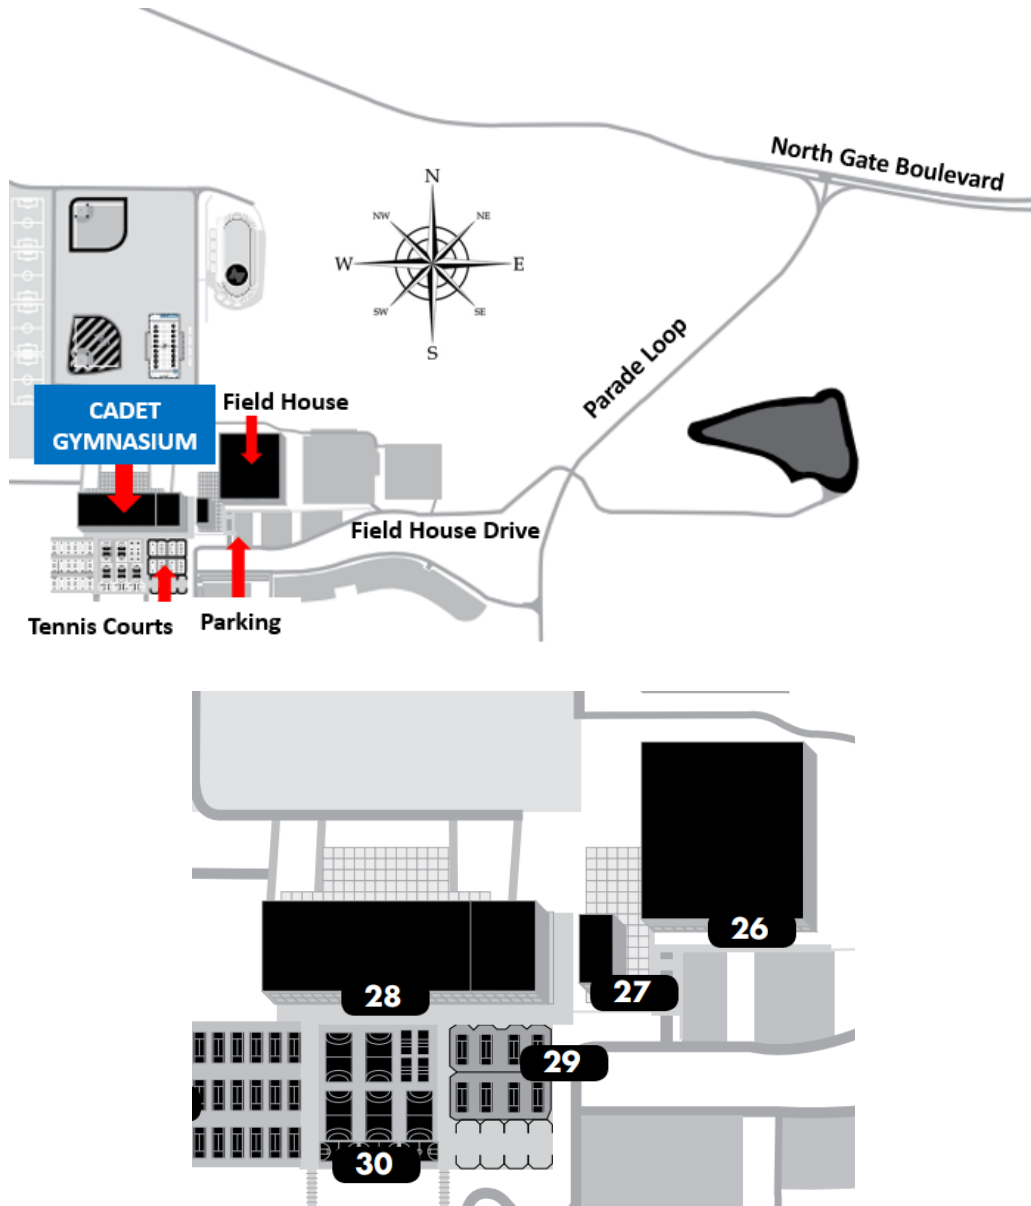 North Gate Boulevard
N
NW
NE
W
E
SW
SE
S
Parade Loop
CADET
GYMNASIUM
Field House
Field House Drive
Tennis Courts
Parking
26
27
28
29
30